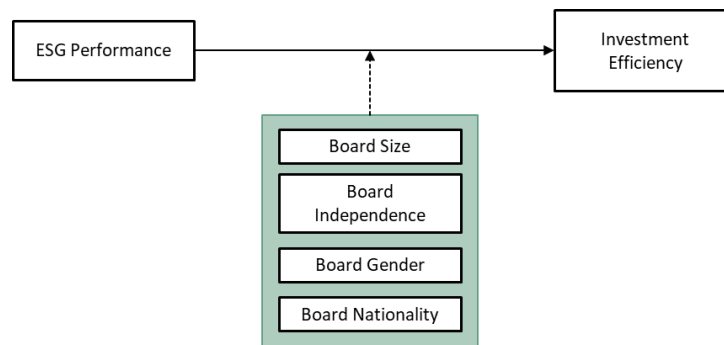 ESG Performance
Investment
Efficiency
Board Size
Board
Independence
Board Gender
Board Nationality